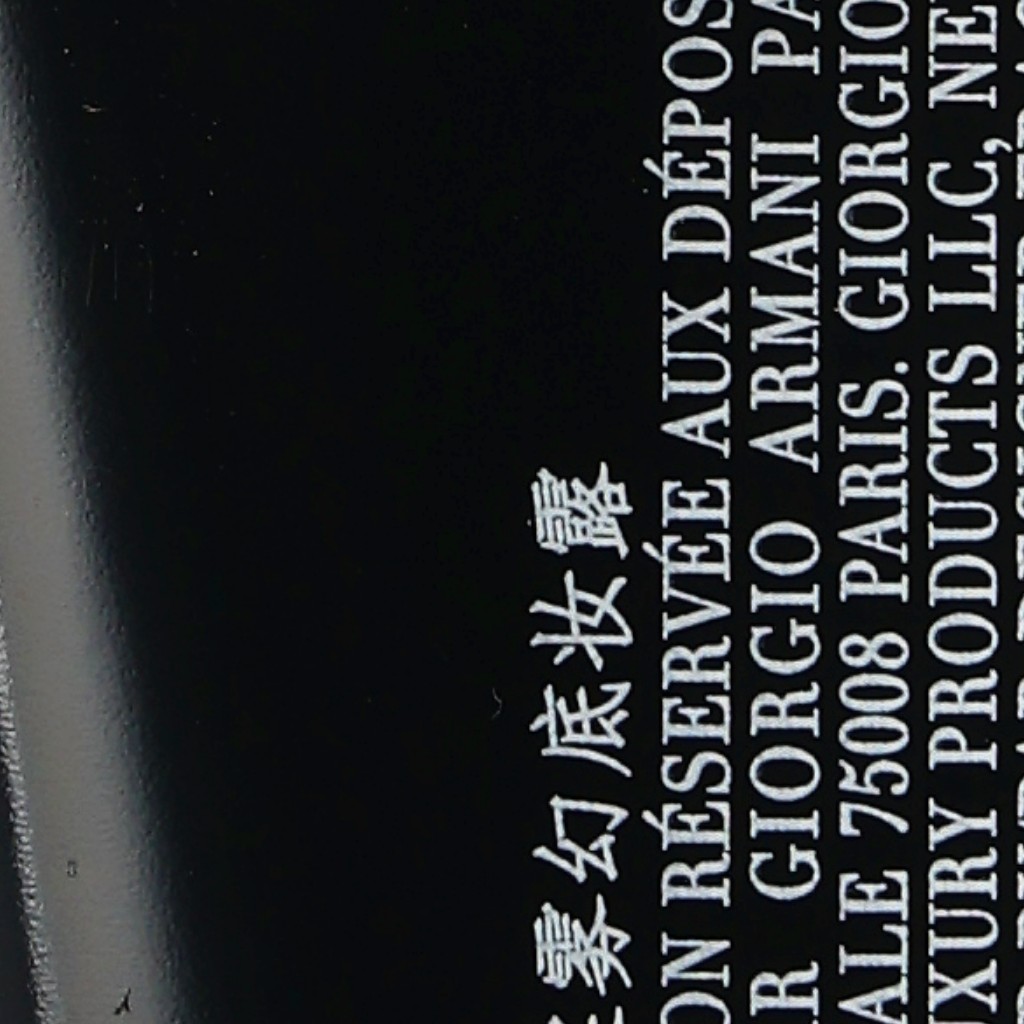 雾幻底妆露
ON RÉSERVÉE AUX DÉPOS
R GIORGIO ARMANI PA
ALE 75008 PARIS. GIORGIO
XURY PRODUCTS LLC, NE